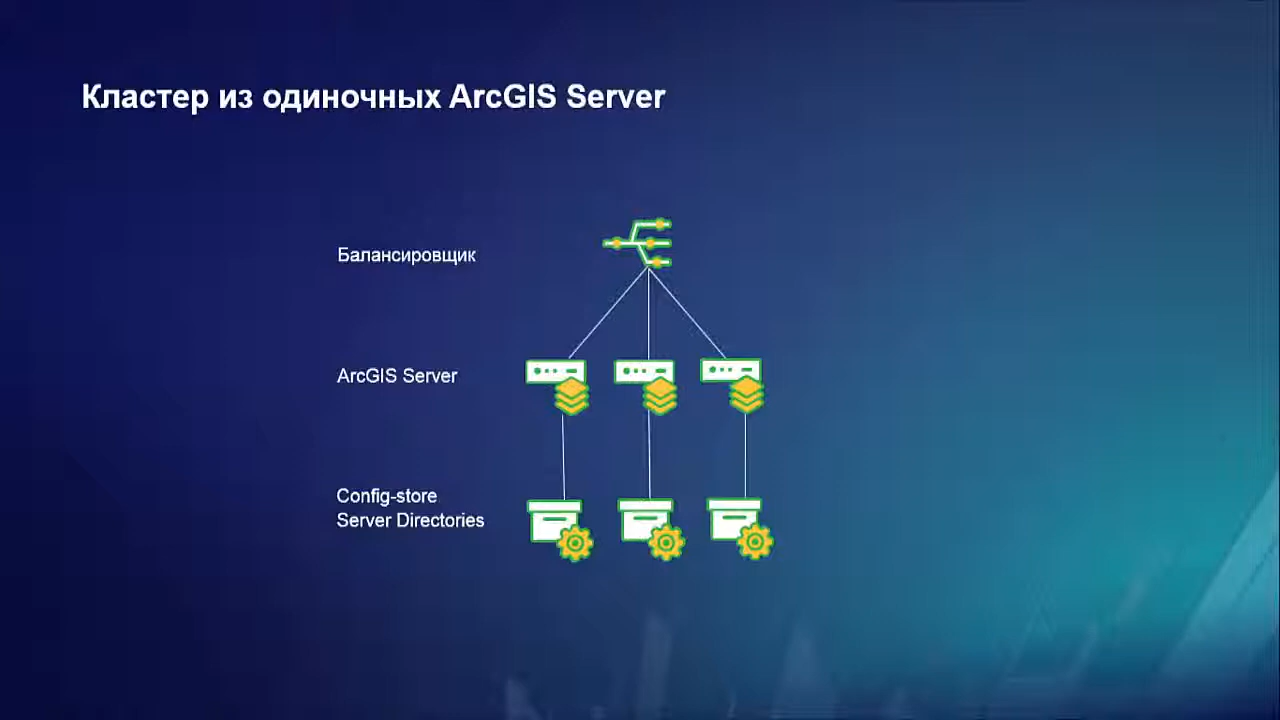 Кластер из одиночных ArcGIS Server
Балансировщик
ArcGIS Server
Config-store
Server Directories